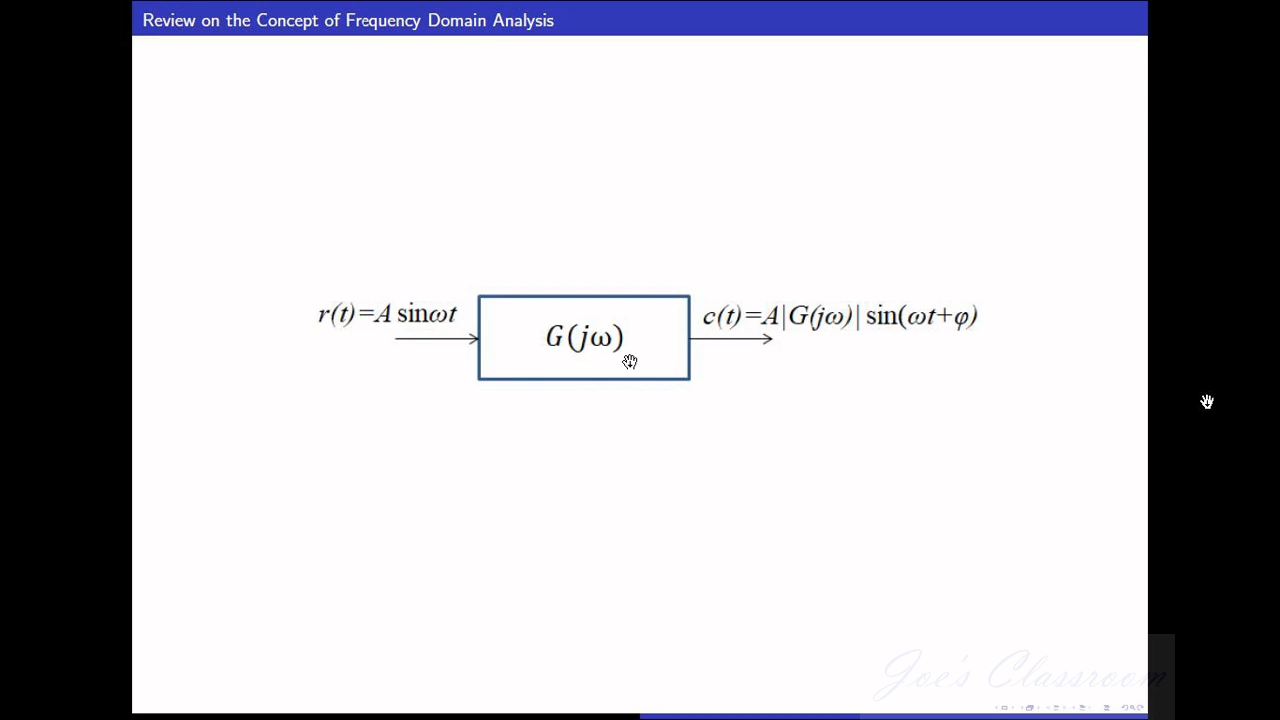 Review on the Concept of Frequency Domain Analysis
r(t)=A sinωt
G(jω)
c(t)=A|G(jω)| sin(ωt+φ)
Joe's Classroom